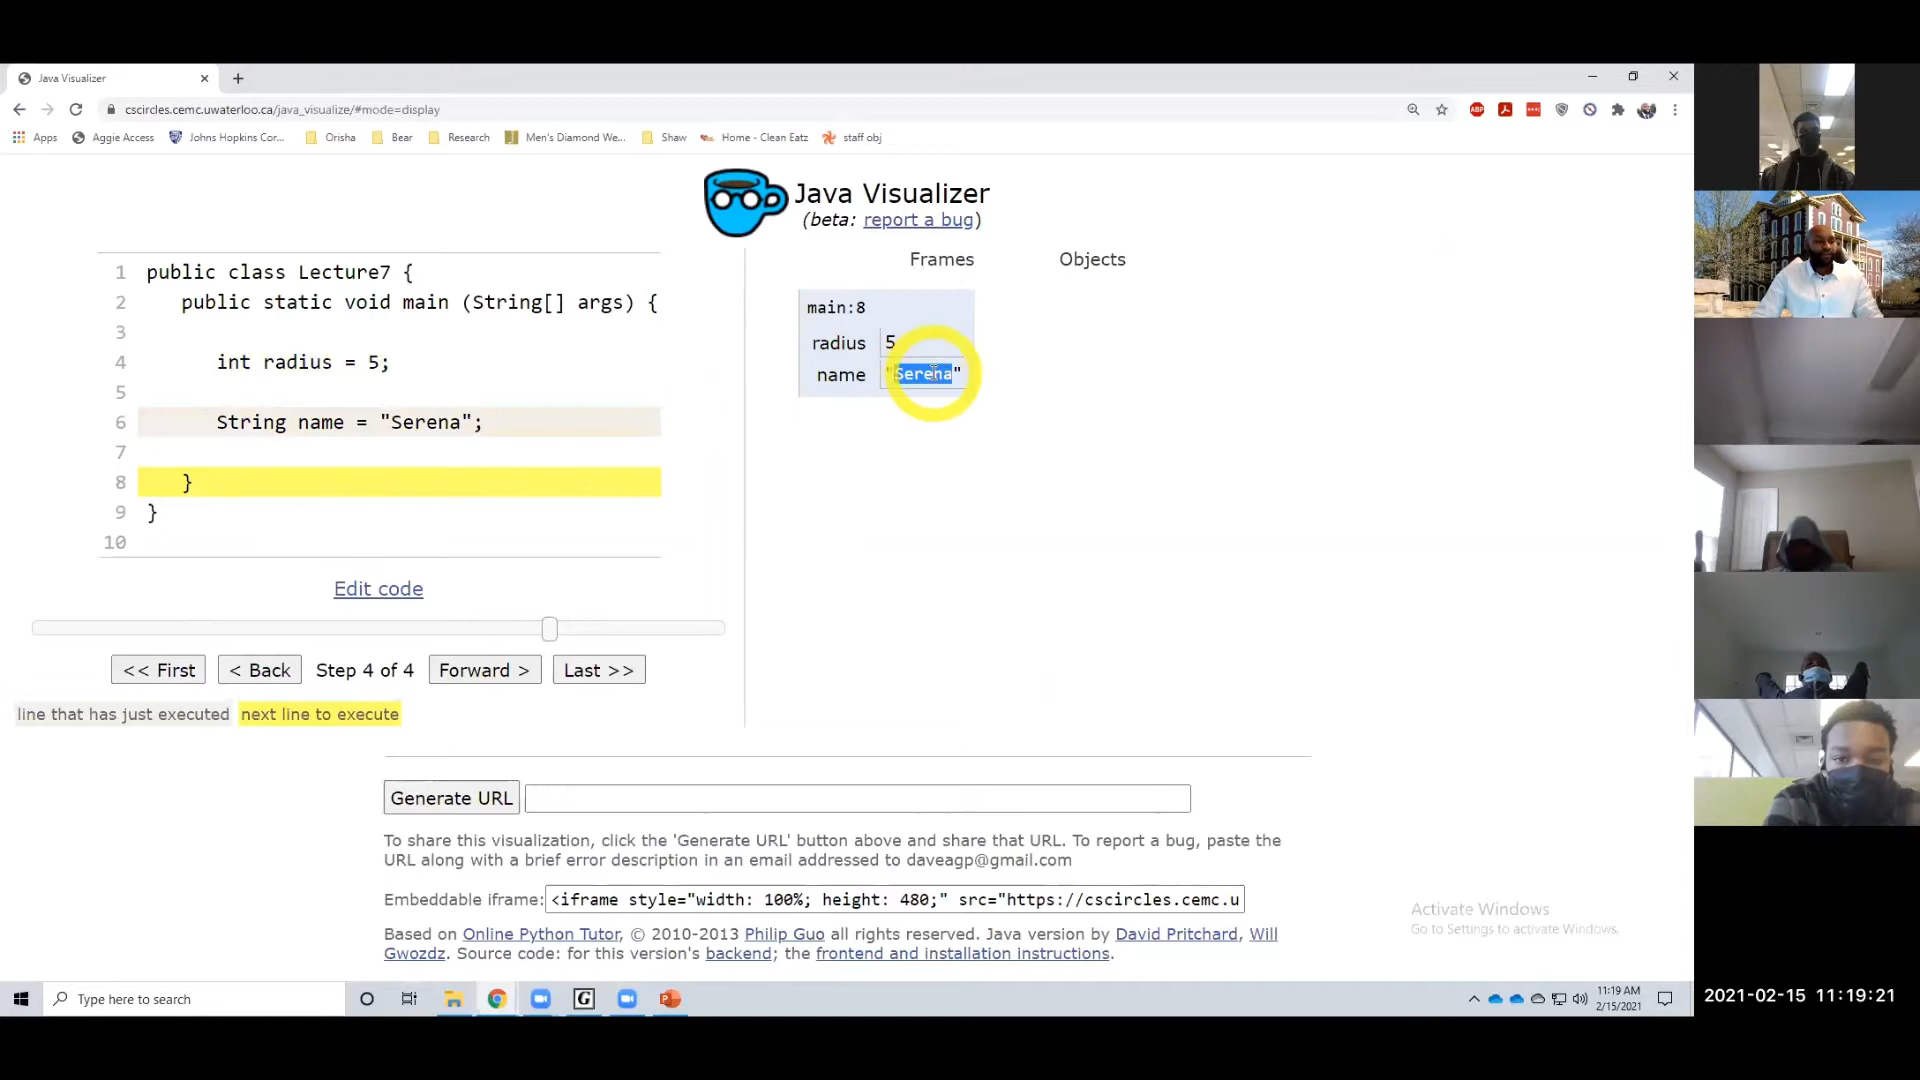 Java Visualizer
cscircles.cemc.uwaterloo.ca/java_visualize/#mode=display
ABP
Apps Aggie Access Johns Hopkins Cor... Orisha Bear Research Men's Diamond We... Shaw Home - Clean Eatz staff obj
Java Visualizer
(beta: report a bug)
Frames Objects
1 public class Lecture7 {
2 public static void main (String[] args) {
3
4 int radius = 5;
5
6 String name = "Serena";
7
8 }
9 }
10
main:8
radius 5
name "Serena"
Edit code
<< First < Back Step 4 of 4 Forward > Last >>
line that has just executed next line to execute
Generate URL
To share this visualization, click the 'Generate URL' button above and share that URL. To report a bug, paste the
URL along with a brief error description in an email addressed to daveagp@gmail.com
Embeddable iframe: <iframe style="width: 100%; height: 480;" src="https://cscircles.cemc.u
Based on Online Python Tutor, © 2010-2013 Philip Guo all rights reserved. Java version by David Pritchard, Will
Gwozdz. Source code: for this version's backend; the frontend and installation instructions.
Activate Windows
Go to Settings to activate Windows.
Type here to search
G
11:19 AM
2/15/2021
2021-02-15 11:19:21